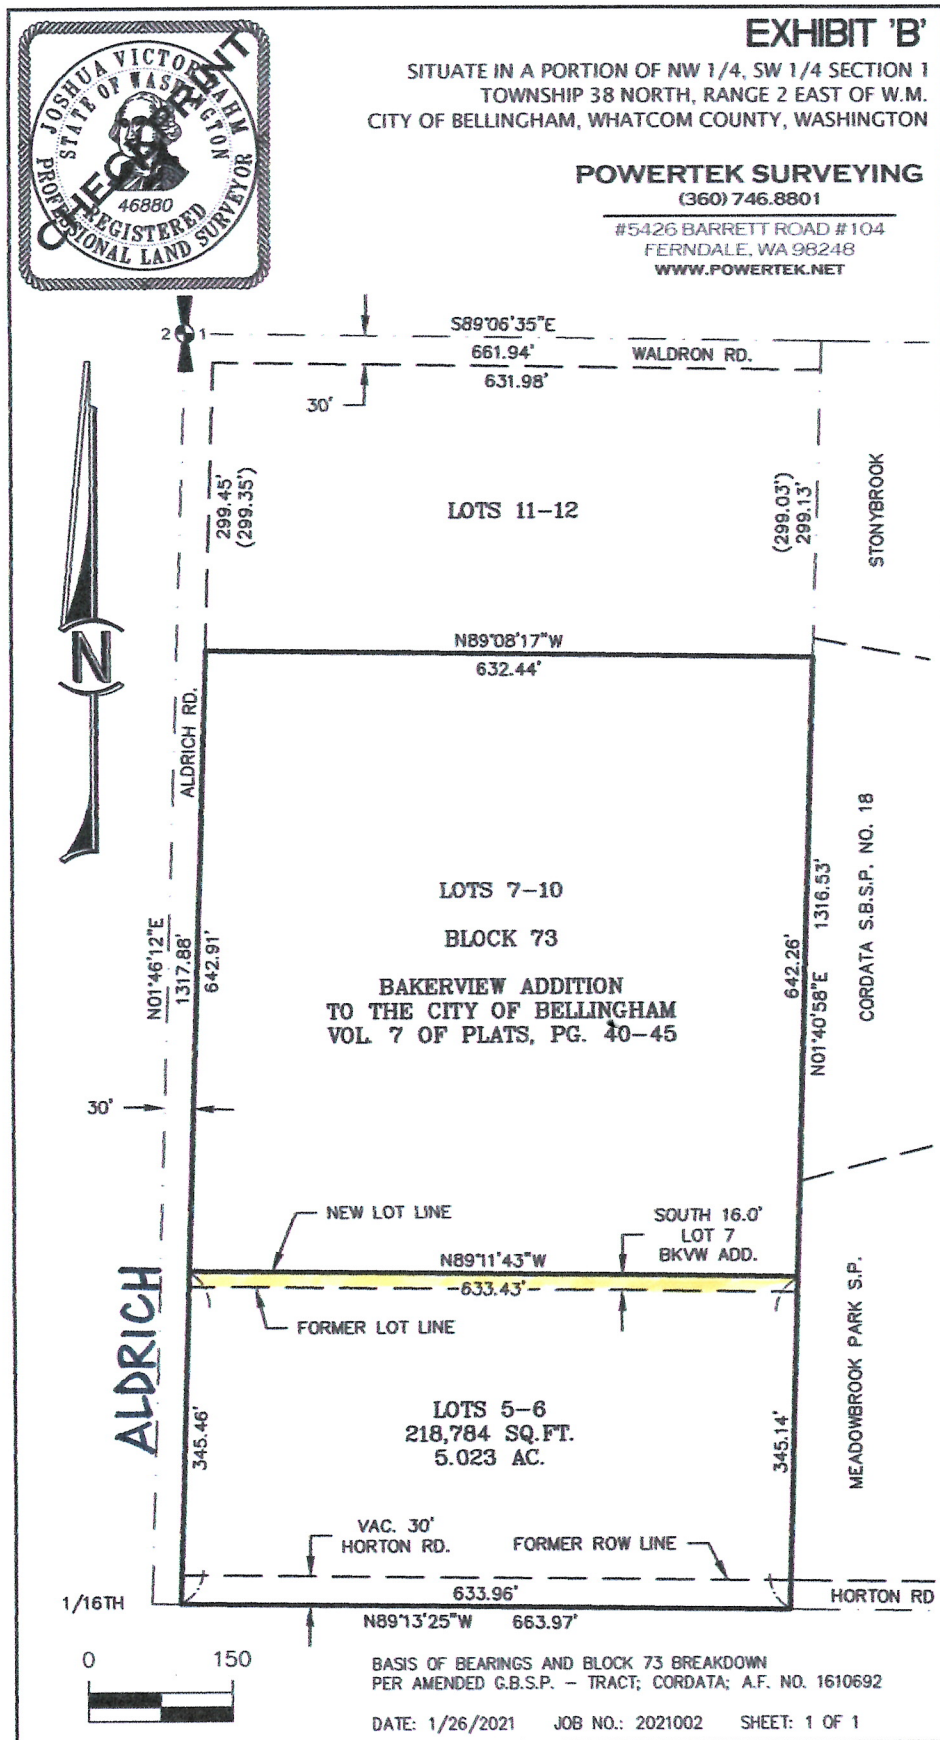 EXHIBIT 'B'
SITUATE IN A PORTION OF NW 1/4, SW 1/4 SECTION 1
TOWNSHIP 38 NORTH, RANGE 2 EAST OF W.M.
CITY OF BELLINGHAM, WHATCOM COUNTY, WASHINGTON
JOSHUA VICTOR
STATE OF WASHINGTON
46880
REGISTERED
PROFESSIONAL LAND SURVEYOR
CHECK PRINT
POWERTEK SURVEYING
(360) 746.8801
#5426 BARRETT ROAD #104
FERNDALE, WA 98248
WWW.POWERTEK.NET
2 1
S89°06'35"E
661.94'
WALDRON RD.
631.98'
30'
299.45'
(299.35')
LOTS 11-12
(299.03')
299.13'
STONYBROOK
N
N89°08'17"W
632.44'
ALDRICH RD.
LOTS 7-10
BLOCK 73
BAKERVIEW ADDITION
TO THE CITY OF BELLINGHAM
VOL. 7 OF PLATS, PG. 40-45
N01°46'12"E
1317.88'
642.91'
642.26'
N01°40'58"E 1316.53'
CORDATA S.B.S.P. NO. 18
30'
NEW LOT LINE
SOUTH 16.0'
LOT 7
BKVW ADD.
N89°11'43"W
633.43'
FORMER LOT LINE
ALDRICH
MEADOWBROOK PARK S.P.
345.46'
LOTS 5-6
218,784 SQ.FT.
5.023 AC.
345.14'
VAC. 30'
HORTON RD.
FORMER ROW LINE
1/16TH
633.96'
HORTON RD
N89°13'25"W 663.97'
0 150
BASIS OF BEARINGS AND BLOCK 73 BREAKDOWN
PER AMENDED G.B.S.P. - TRACT; CORDATA; A.F. NO. 1610692
DATE: 1/26/2021 JOB NO.: 2021002 SHEET: 1 OF 1